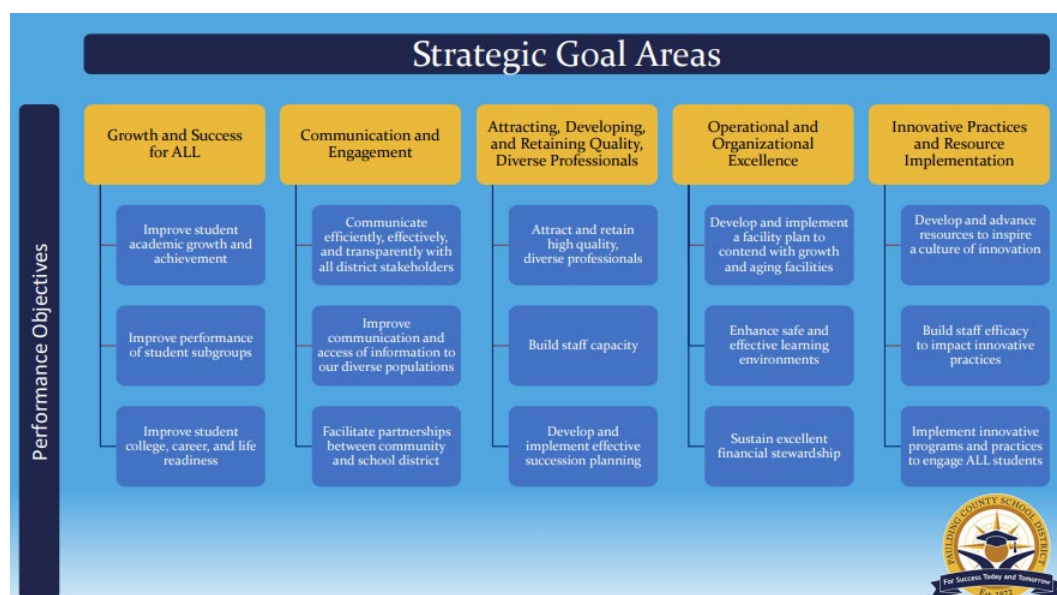 Strategic Goal Areas
Performance Objectives
Growth and Success
for ALL
Improve student
academic growth and
achievement
Improve performance
of student subgroups
Improve student
college, career, and life
readiness
Communication and
Engagement
Communicate
efficiently, effectively,
and transparently with
all district stakeholders
Improve
communication and
access of information to
our diverse populations
Facilitate partnerships
between community
and school district
Attracting, Developing,
and Retaining Quality,
Diverse Professionals
Attract and retain
high quality,
diverse professionals
Build staff capacity
Develop and
implement effective
succession planning
Operational and
Organizational
Excellence
Develop and implement
a facility plan to
contend with growth
and aging facilities
Enhance safe and
effective learning
environments
Sustain excellent
financial stewardship
Innovative Practices
and Resource
Implementation
Develop and advance
resources to inspire
a culture of innovation
Build staff efficacy
to impact innovative
practices
Implement innovative
programs and practices
to engage ALL students
PAULDING COUNTY SCHOOL DISTRICT
For Success Today and Tomorrow
Est. 1872